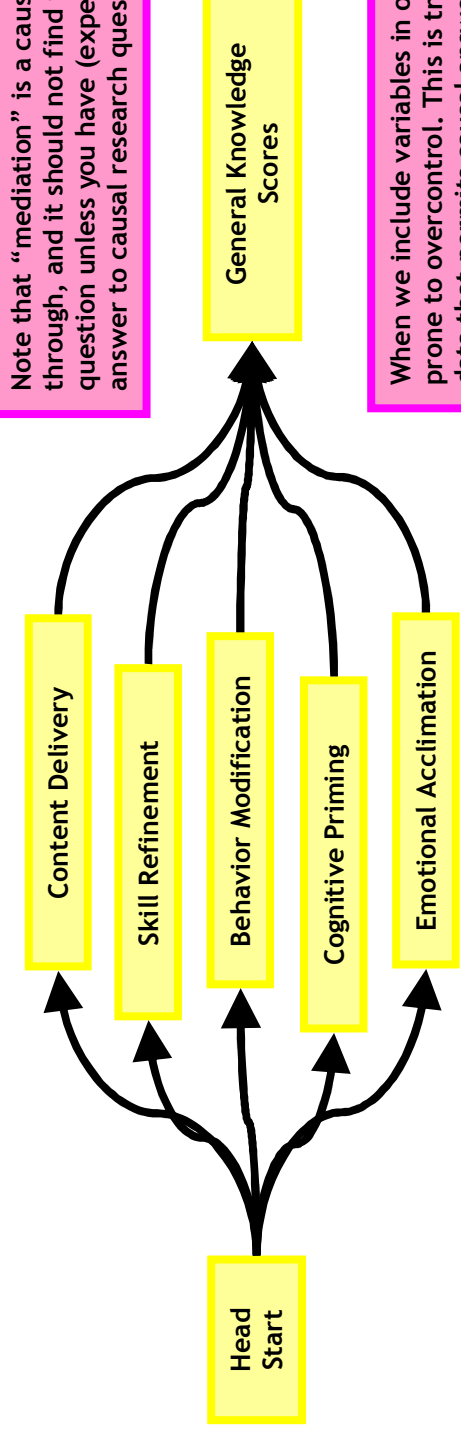 Note that “mediation” is a caus
through, and it should not find
question unless you have (expe
answer to causal research ques
Content Delivery
Skill Refinement
Head
Start
Behavior Modification
General Knowledge
Scores
Cognitive Priming
Emotional Acclimation
When we include variables in o
prone to overcontrol. This is tr